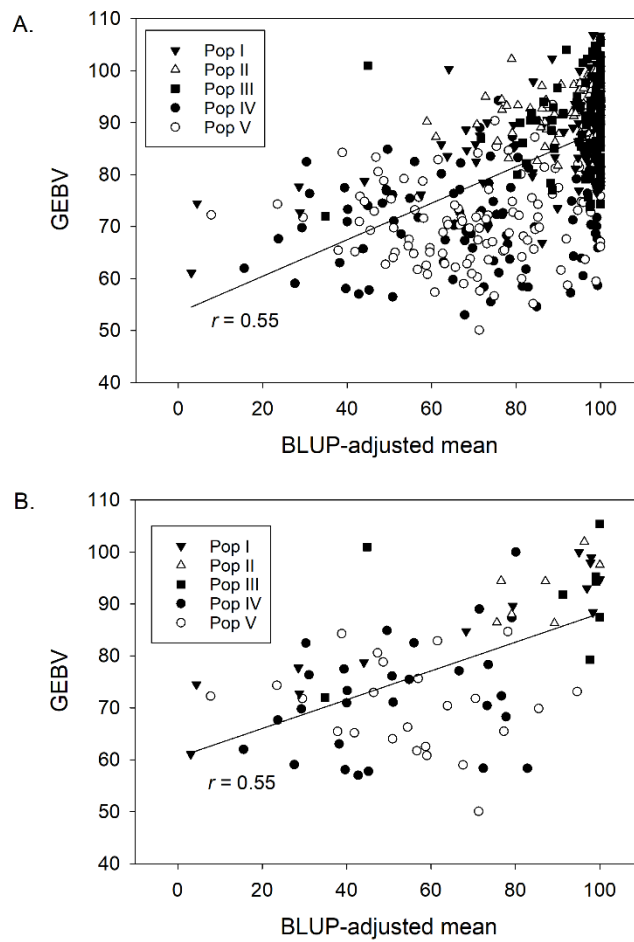 A.
110
Pop I
Pop II
Pop III
Pop IV
Pop V
100
90
80
70
60
50
40
GEBV
r = 0.55
0 20 40 60 80 100
BLUP-adjusted mean
B.
110
Pop I
Pop II
Pop III
Pop IV
Pop V
100
90
80
70
60
50
40
GEBV
r = 0.55
0 20 40 60 80 100
BLUP-adjusted mean